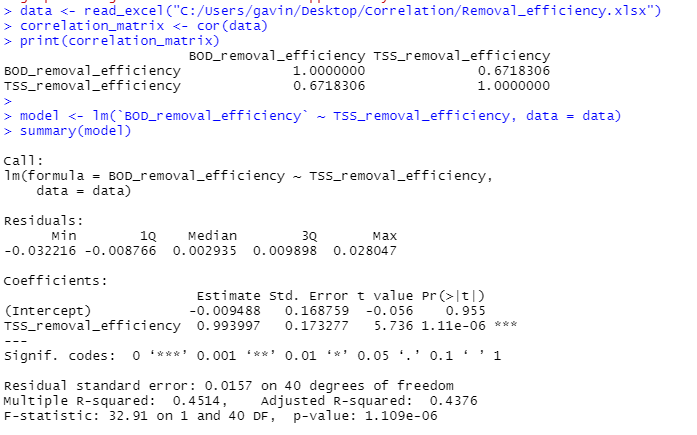 > data <- read_excel("C:/Users/gavin/Desktop/Correlation/Removal_efficiency.xlsx")
> correlation_matrix <- cor(data)
> print(correlation_matrix)
                       BOD_removal_efficiency TSS_removal_efficiency
BOD_removal_efficiency              1.0000000              0.6718306
TSS_removal_efficiency              0.6718306              1.0000000
>
> model <- lm(`BOD_removal_efficiency` ~ TSS_removal_efficiency, data = data)
> summary(model)

Call:
lm(formula = BOD_removal_efficiency ~ TSS_removal_efficiency, 
    data = data)

Residuals:
      Min        1Q    Median        3Q       Max 
-0.032216 -0.008766  0.002935  0.009898  0.028047 

Coefficients:
                        Estimate Std. Error t value Pr(>|t|)    
(Intercept)            -0.009488   0.168759  -0.056    0.955    
TSS_removal_efficiency  0.993997   0.173277   5.736 1.11e-06 ***
---
Signif. codes:  0 ‘***’ 0.001 ‘**’ 0.01 ‘*’ 0.05 ‘.’ 0.1 ‘ ’ 1

Residual standard error: 0.0157 on 40 degrees of freedom
Multiple R-squared:  0.4514,	Adjusted R-squared:  0.4376 
F-statistic: 32.91 on 1 and 40 DF,  p-value: 1.109e-06